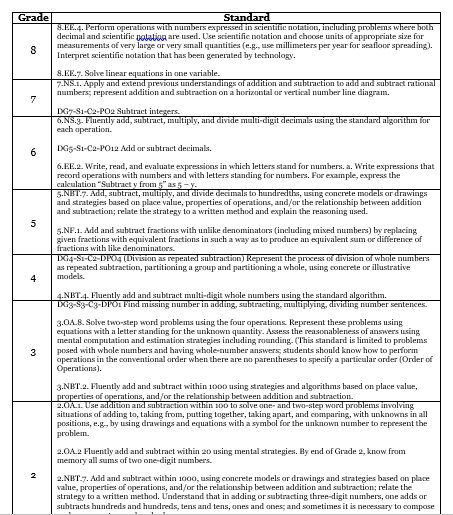 Grade Standard
8
8.EE.4. Perform operations with numbers expressed in scientific notation, including problems where both
decimal and scientific notation are used. Use scientific notation and choose units of appropriate size for
measurements of very large or very small quantities (e.g., use millimeters per year for seafloor spreading).
Interpret scientific notation that has been generated by technology.
8.EE.7. Solve linear equations in one variable.
7
7.NS.1. Apply and extend previous understandings of addition and subtraction to add and subtract rational
numbers; represent addition and subtraction on a horizontal or vertical number line diagram.
DG7-S1-C2-PO2 Subtract integers.
6
6.NS.3. Fluently add, subtract, multiply, and divide multi-digit decimals using the standard algorithm for
each operation.
DG5-S1-C2-PO12 Add or subtract decimals.
6.EE.2. Write, read, and evaluate expressions in which letters stand for numbers. a. Write expressions that
record operations with numbers and with letters standing for numbers. For example, express the
calculation "Subtract y from 5" as 5 – y.
5
5.NBT.7. Add, subtract, multiply, and divide decimals to hundredths, using concrete models or drawings
and strategies based on place value, properties of operations, and/or the relationship between addition
and subtraction; relate the strategy to a written method and explain the reasoning used.
5.NF.1. Add and subtract fractions with unlike denominators (including mixed numbers) by replacing
given fractions with equivalent fractions in such a way as to produce an equivalent sum or difference of
fractions with like denominators.
4
DG4-S1-C2-DPO4 (Division as repeated subtraction) Represent the process of division of whole numbers
as repeated subtraction, partitioning a group and partitioning a whole, using concrete or illustrative
models.
4.NBT.4. Fluently add and subtract multi-digit whole numbers using the standard algorithm.
3
DG3-S3-C3-DPO1 Find missing number in adding, subtracting, multiplying, dividing number sentences.
3.OA.8. Solve two-step word problems using the four operations. Represent these problems using
equations with a letter standing for the unknown quantity. Assess the reasonableness of answers using
mental computation and estimation strategies including rounding. (This standard is limited to problems
posed with whole numbers and having whole-number answers; students should know how to perform
operations in the conventional order when there are no parentheses to specify a particular order (Order of
Operations).
3.NBT.2. Fluently add and subtract within 1000 using strategies and algorithms based on place value,
properties of operations, and/or the relationship between addition and subtraction.
2
2.OA.1. Use addition and subtraction within 100 to solve one- and two-step word problems involving
situations of adding to, taking from, putting together, taking apart, and comparing, with unknowns in all
positions, e.g., by using drawings and equations with a symbol for the unknown number to represent the
problem.
2.OA.2 Fluently add and subtract within 20 using mental strategies. By end of Grade 2, know from
memory all sums of two one-digit numbers.
2.NBT.7. Add and subtract within 1000, using concrete models or drawings and strategies based on place
value, properties of operations, and/or the relationship between addition and subtraction; relate the
strategy to a written method. Understand that in adding or subtracting three-digit numbers, one adds or
subtracts hundreds and hundreds, tens and tens, ones and ones; and sometimes it is necessary to compose